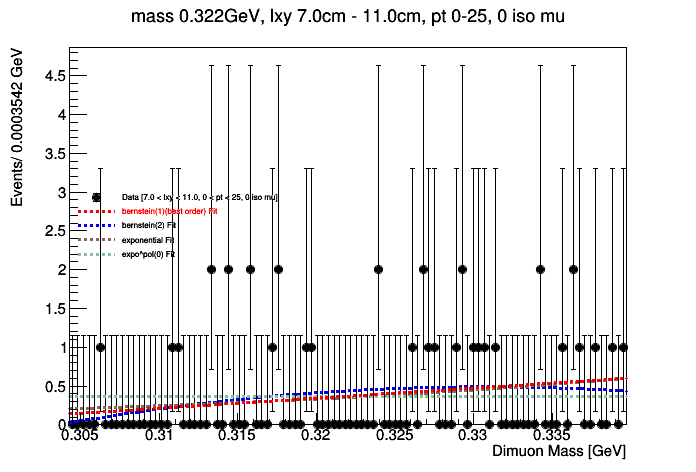 mass 0.322GeV, lxy 7.0cm - 11.0cm, pt 0-25, 0 iso mu
Events/ 0.0003542 GeV
4.5
4
3.5
3
2.5
2
1.5
1
0.5
0
Data [7.0 < lxy < 11.0, 0 < pt < 25, 0 iso mu]
bernstein(1)(best order) Fit
bernstein(2) Fit
exponential Fit
expo*pol(0) Fit
0.305 0.31 0.315 0.32 0.325 0.33 0.335
Dimuon Mass [GeV]